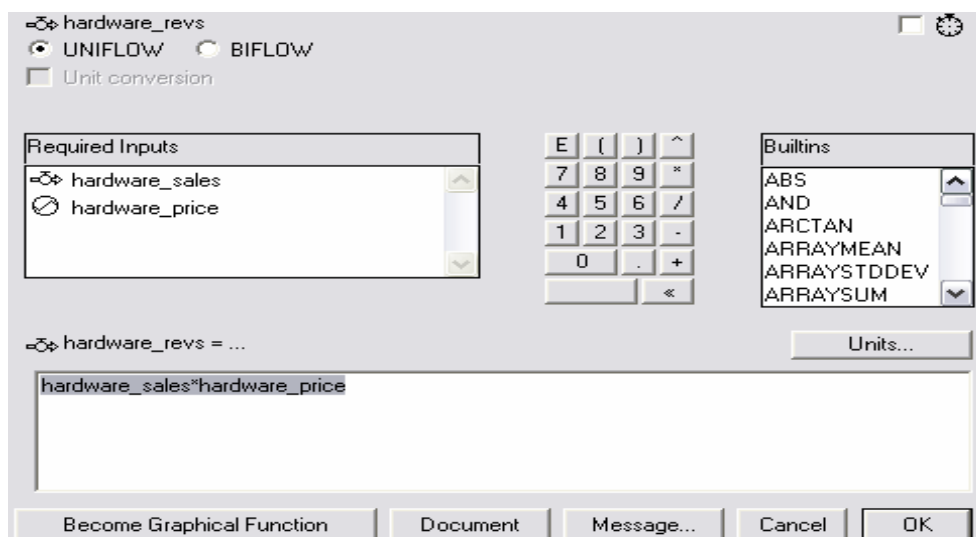 hardware_revs
UNIFLOW BIFLOW
Unit conversion
Required Inputs
hardware_sales
hardware_price
E ( ) ^
7 8 9 *
4 5 6 /
1 2 3 -
0 . +
«
Builtins
ABS
AND
ARCTAN
ARRAYMEAN
ARRAYSTDDEV
ARRAYSUM
hardware_revs = ...
Units...
hardware_sales*hardware_price
Become Graphical Function Document Message... Cancel OK